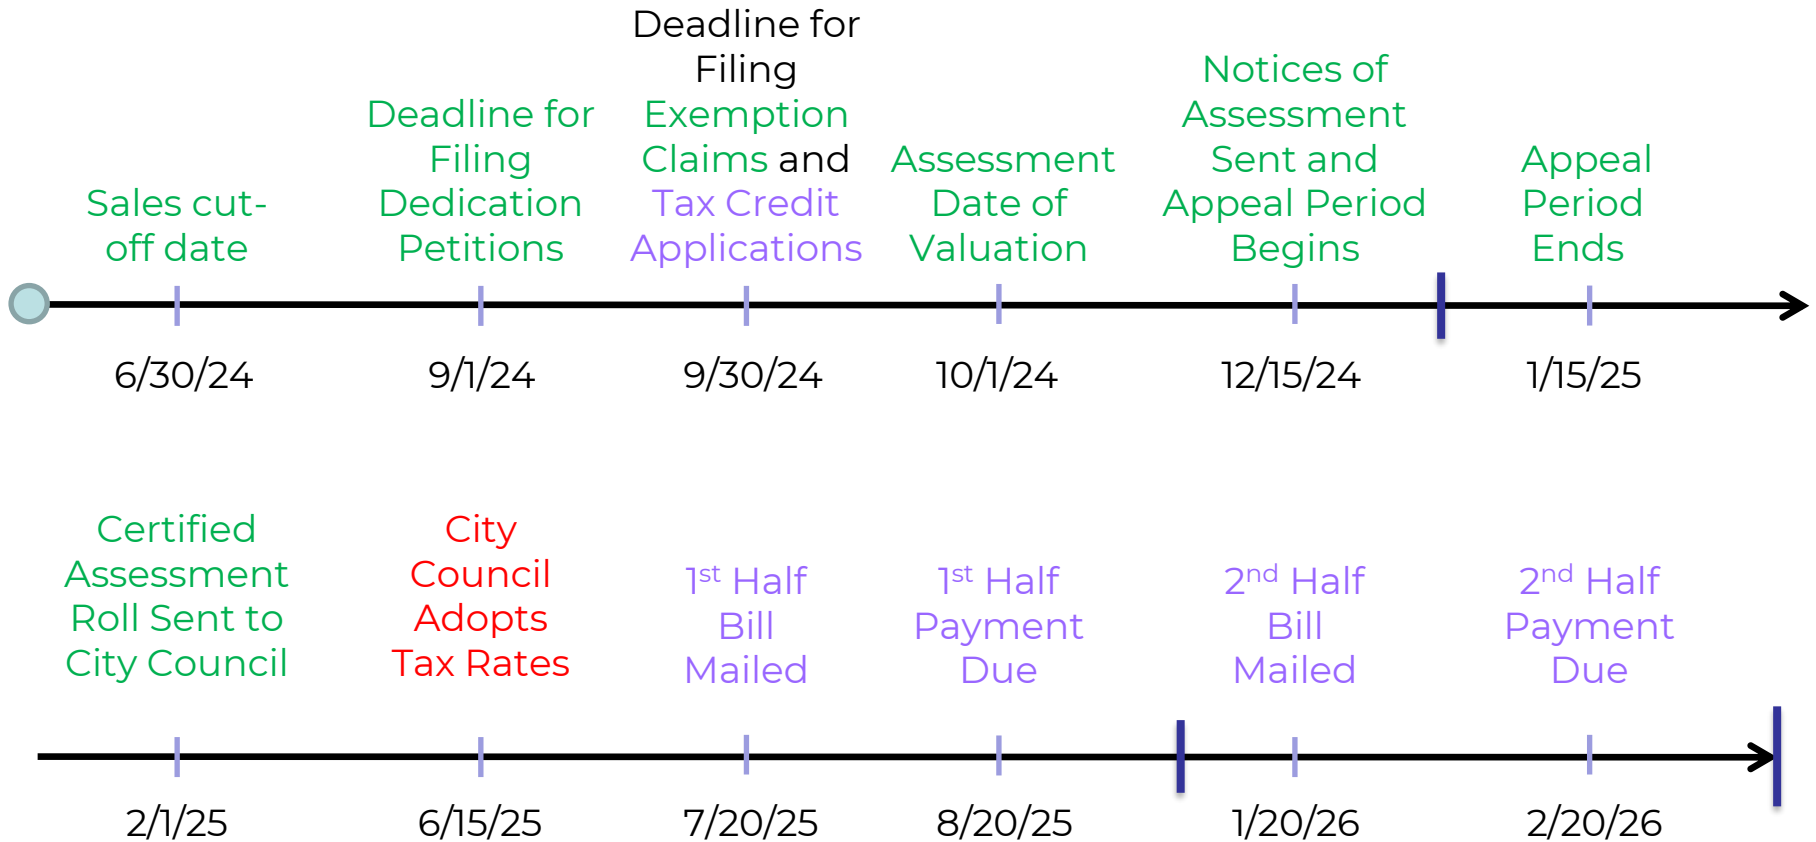 Sales cut-
off date
Deadline for
Filing
Dedication
Petitions
Deadline for
Filing
Exemption
Claims and
Tax Credit
Applications
Assessment
Date of
Valuation
Notices of
Assessment
Sent and
Appeal Period
Begins
Appeal
Period
Ends
6/30/24
9/1/24
9/30/24
10/1/24
12/15/24
1/15/25
Certified
Assessment
Roll Sent to
City Council
City
Council
Adopts
Tax Rates
1st Half
Bill
Mailed
1st Half
Payment
Due
2nd Half
Bill
Mailed
2nd Half
Payment
Due
2/1/25
6/15/25
7/20/25
8/20/25
1/20/26
2/20/26